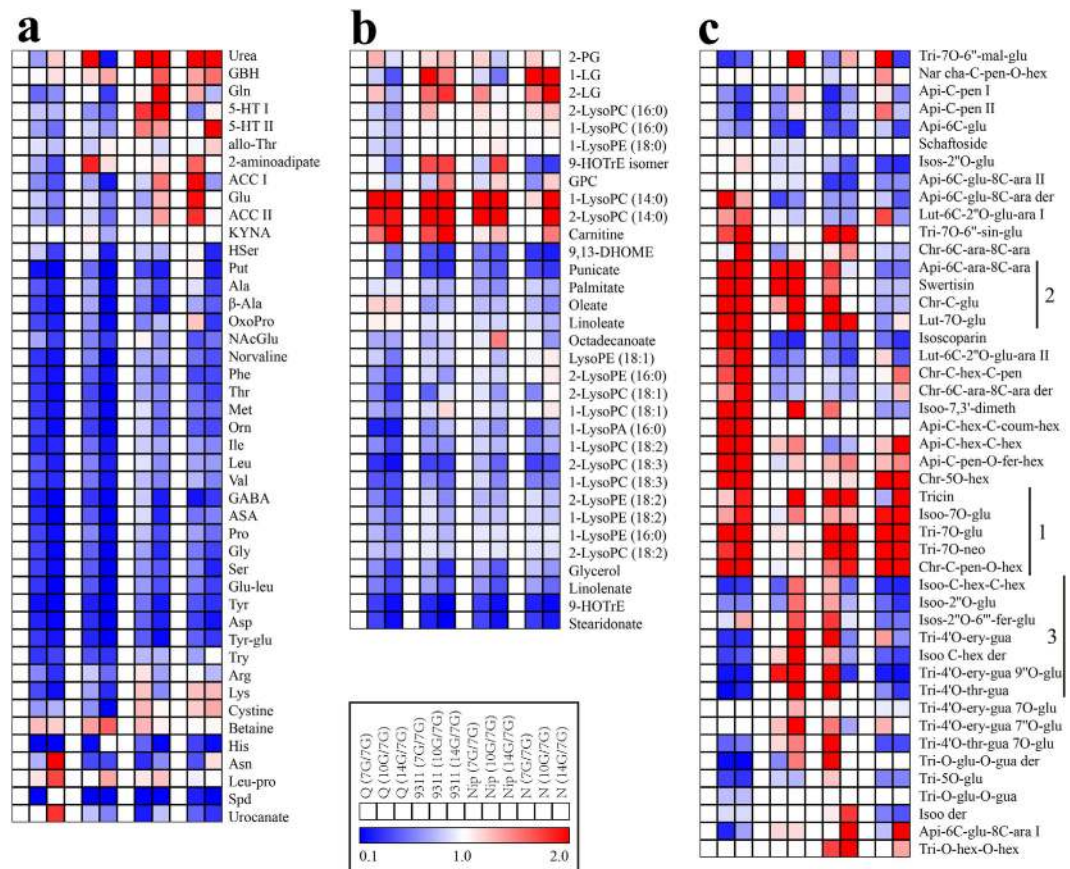 a
Urea
GBH
Gln
5-HT I
5-HT II
allo-Thr
2-aminoadipate
ACC I
Glu
ACC II
KYNA
HSer
Put
Ala
β-Ala
OxoPro
NAcGlu
Norvaline
Phe
Thr
Met
Orn
Ile
Leu
Val
GABA
ASA
Pro
Gly
Ser
Glu-leu
Tyr
Asp
Tyr-glu
Try
Arg
Lys
Cystine
Betaine
His
Asn
Leu-pro
Spd
Urocanate
b
2-PG
1-LG
2-LG
2-LysoPC (16:0)
1-LysoPC (16:0)
1-LysoPE (18:0)
9-HOTrE isomer
GPC
1-LysoPC (14:0)
2-LysoPC (14:0)
Carnitine
9,13-DHOME
Punicate
Palmitate
Oleate
Linoleate
Octadecanoate
LysoPE (18:1)
2-LysoPE (16:0)
2-LysoPC (18:1)
1-LysoPC (18:1)
1-LysoPA (16:0)
1-LysoPC (18:2)
2-LysoPC (18:3)
1-LysoPC (18:3)
2-LysoPE (18:2)
1-LysoPE (18:2)
1-LysoPE (16:0)
2-LysoPC (18:2)
Glycerol
Linolenate
9-HOTrE
Stearidonate
Q (7G/7G)
Q (10G/7G)
Q (14G/7G)
9311 (7G/7G)
9311 (10G/7G)
9311 (14G/7G)
Nip (7G/7G)
Nip (10G/7G)
Nip (14G/7G)
N (7G/7G)
N (10G/7G)
N (14G/7G)
0.1 1.0 2.0
c
Tri-7O-6"-mal-glu
Nar cha-C-pen-O-hex
Api-C-pen I
Api-C-pen II
Api-6C-glu
Schaftoside
Isos-2"O-glu
Api-6C-glu-8C-ara II
Api-6C-glu-8C-ara der
Lut-6C-2"O-glu-ara I
Tri-7O-6"-sin-glu
Chr-6C-ara-8C-ara
Api-6C-ara-8C-ara
Swertisin
Chr-C-glu
Lut-7O-glu
Isoscoparin
Lut-6C-2"O-glu-ara II
Chr-C-hex-C-pen
Chr-6C-ara-8C-ara der
Isoo-7,3'-dimeth
Api-C-hex-C-coum-hex
Api-C-hex-C-hex
Api-C-pen-O-fer-hex
Chr-5O-hex
Tricin
Isoo-7O-glu
Tri-7O-glu
Tri-7O-neo
Chr-C-pen-O-hex
Isoo-C-hex-C-hex
Isoo-2"O-glu
Isos-2"O-6'"-fer-glu
Tri-4'O-ery-gua
Isoo C-hex der
Tri-4'O-ery-gua 9"O-glu
Tri-4'O-thr-gua
Tri-4'O-ery-gua 7O-glu
Tri-4'O-ery-gua 7"O-glu
Tri-4'O-thr-gua 7O-glu
Tri-O-glu-O-gua der
Tri-5O-glu
Tri-O-glu-O-gua
Isoo der
Api-6C-glu-8C-ara I
Tri-O-hex-O-hex
2
1
3